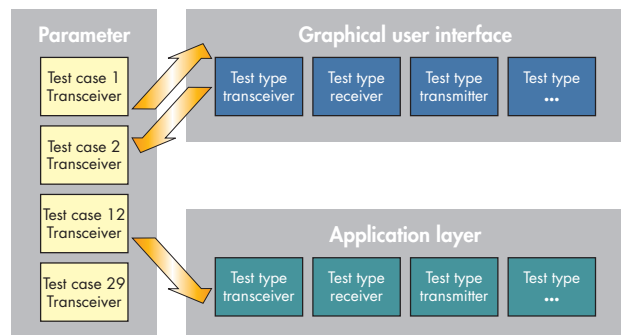 Parameter
Test case 1
Transceiver
Test case 2
Transceiver
Test case 12
Transceiver
Test case 29
Transceiver
Graphical user interface
Test type
transceiver
Test type
receiver
Test type
transmitter
Test type
...
Application layer
Test type
transceiver
Test type
receiver
Test type
transmitter
Test type
...